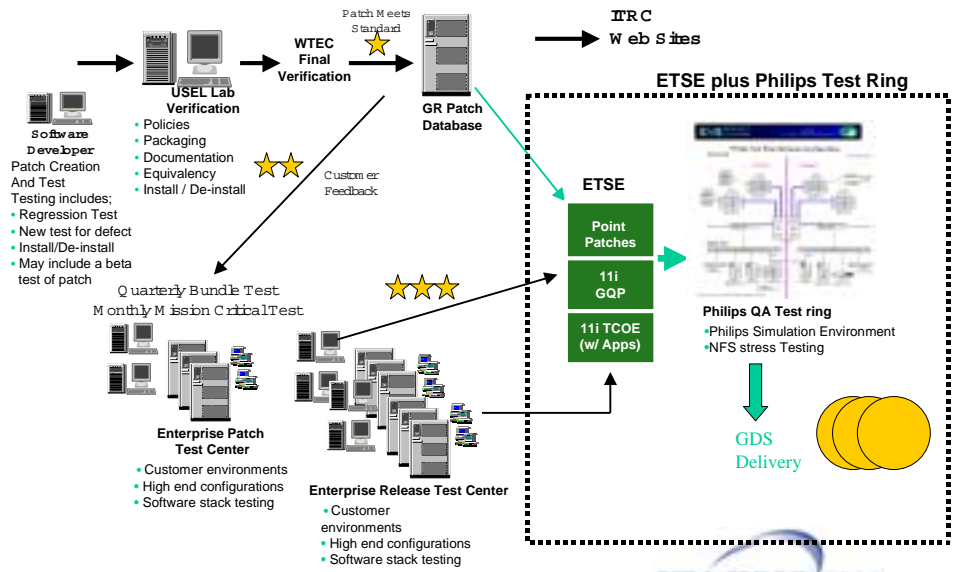 Patch Meets
Standard
ITRC
Web Sites
WTEC
Final
Verification
USEL Lab
Verification
• Policies
• Packaging
• Documentation
• Equivalency
• Install / De-install
GR Patch
Database
ETSE plus Philips Test Ring
Software
Developer
Patch Creation
And Test
Testing includes;
• Regression Test
• New test for defect
• Install/De-install
• May include a beta
test of patch
Customer
Feedback
ETSE
Point
Patches
11i
GQP
11i TCOE
(w/ Apps)
Quarterly Bundle Test
Monthly Mission Critical Test
Philips QA Test ring
•Philips Simulation Environment
•NFS stress Testing
GDS
Delivery
Enterprise Patch
Test Center
• Customer environments
• High end configurations
• Software stack testing
Enterprise Release Test Center
• Customer
environments
• High end configurations
• Software stack testing